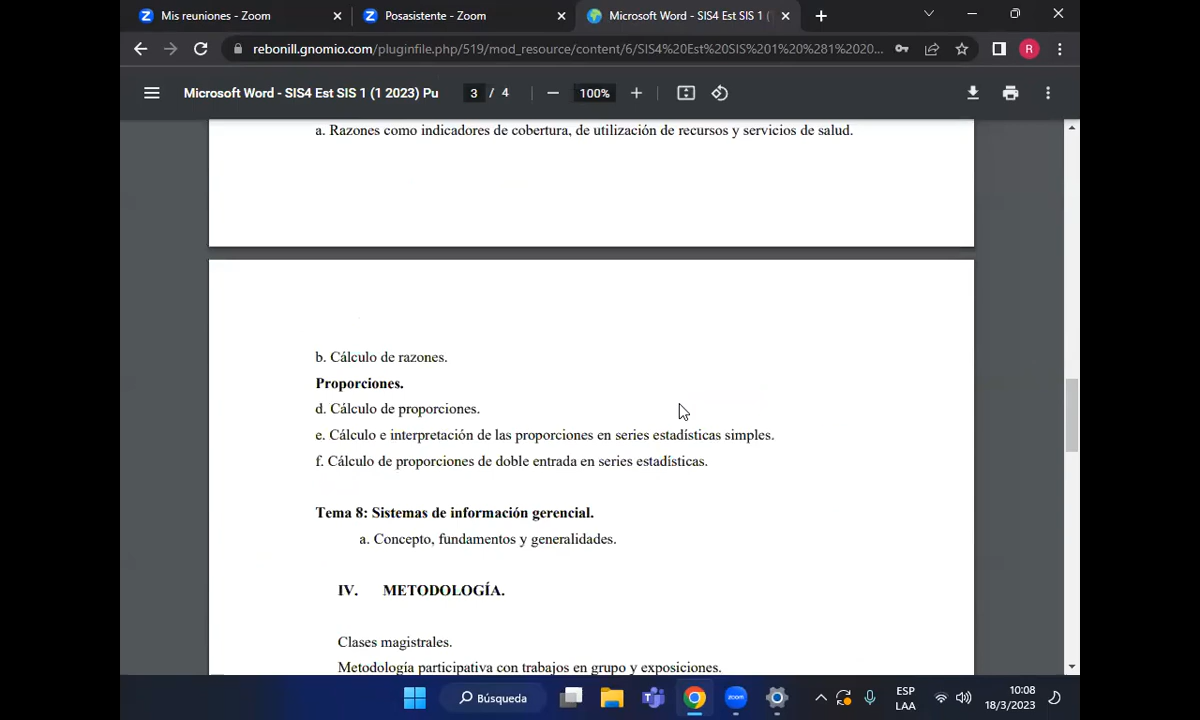 Mis reuniones - Zoom
Posasistente - Zoom
Microsoft Word - SIS4 Est SIS 1 (
rebonill.gnomio.com/pluginfile.php/519/mod_resource/content/6/SIS4%20Est%20SIS%201%20%281%2020...
R
Microsoft Word - SIS4 Est SIS 1 (1 2023) Pu
3 / 4
100%
a. Razones como indicadores de cobertura, de utilización de recursos y servicios de salud.
b. Cálculo de razones.
Proporciones.
d. Cálculo de proporciones.
e. Cálculo e interpretación de las proporciones en series estadísticas simples.
f. Cálculo de proporciones de doble entrada en series estadísticas.
Tema 8: Sistemas de información gerencial.
a. Concepto, fundamentos y generalidades.
IV. METODOLOGÍA.
Clases magistrales.
Metodología participativa con trabajos en grupo y exposiciones.
Búsqueda
zoom
ESP
LAA
10:08
18/3/2023